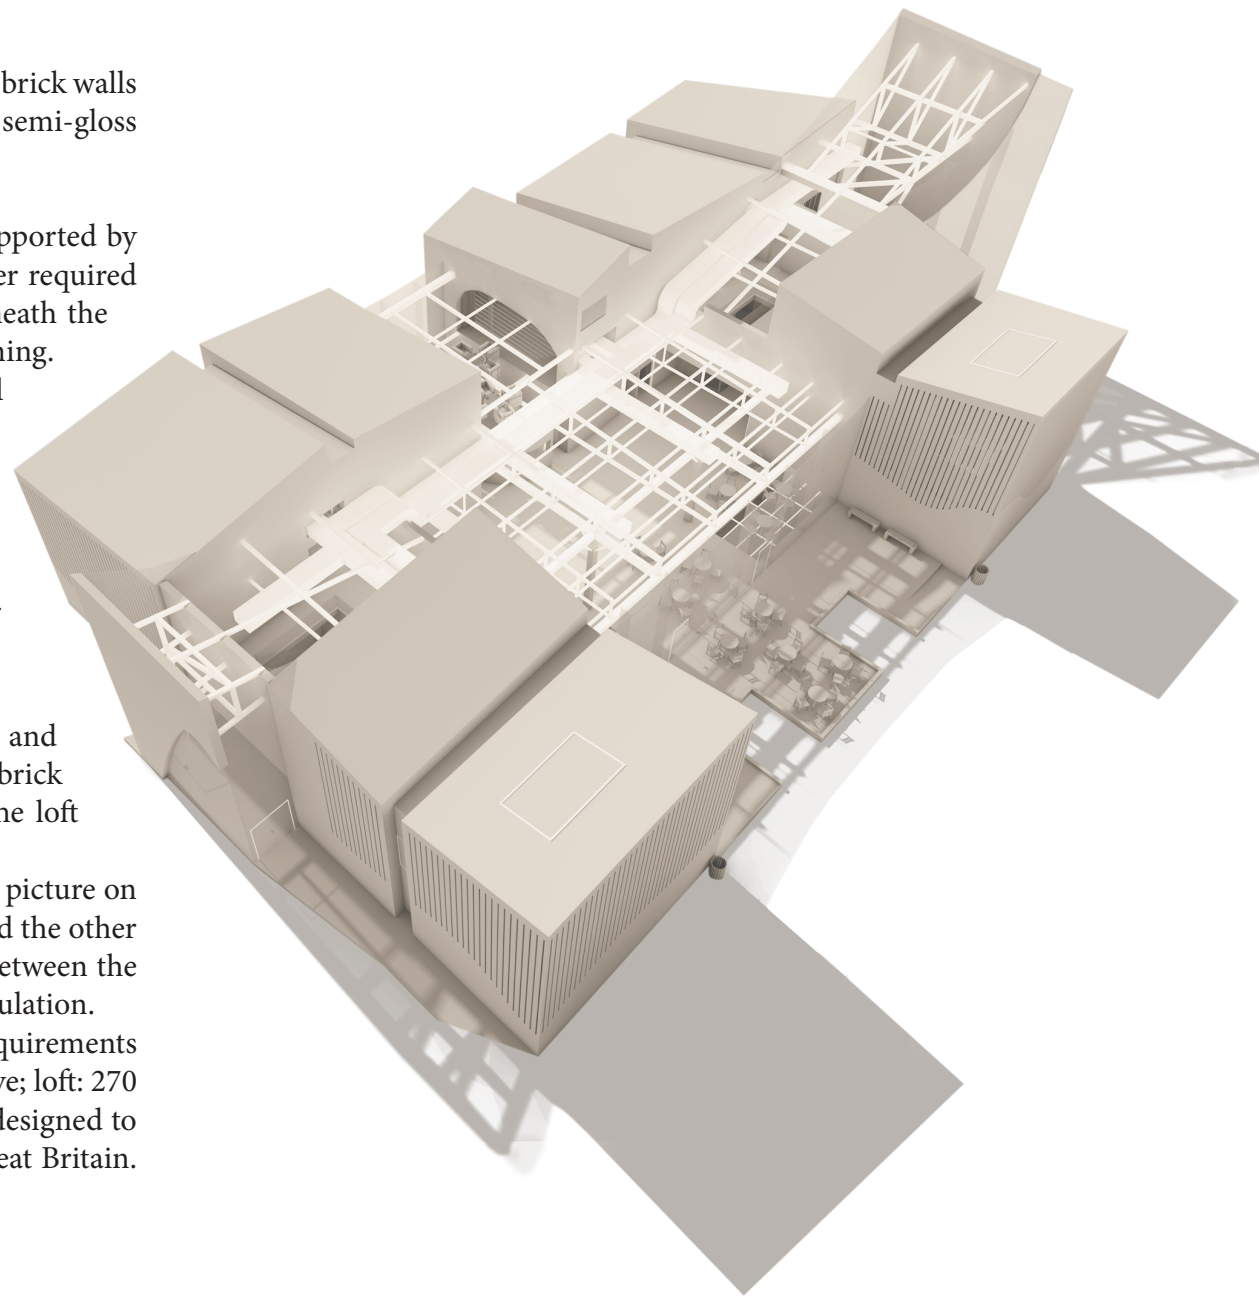 brick walls
semi-gloss
pported by
er required
neath the
ning.
l
and
brick
he loft
picture on
d the other
etween the
ulation.
quirements
ve; loft: 270
designed to
eat Britain.